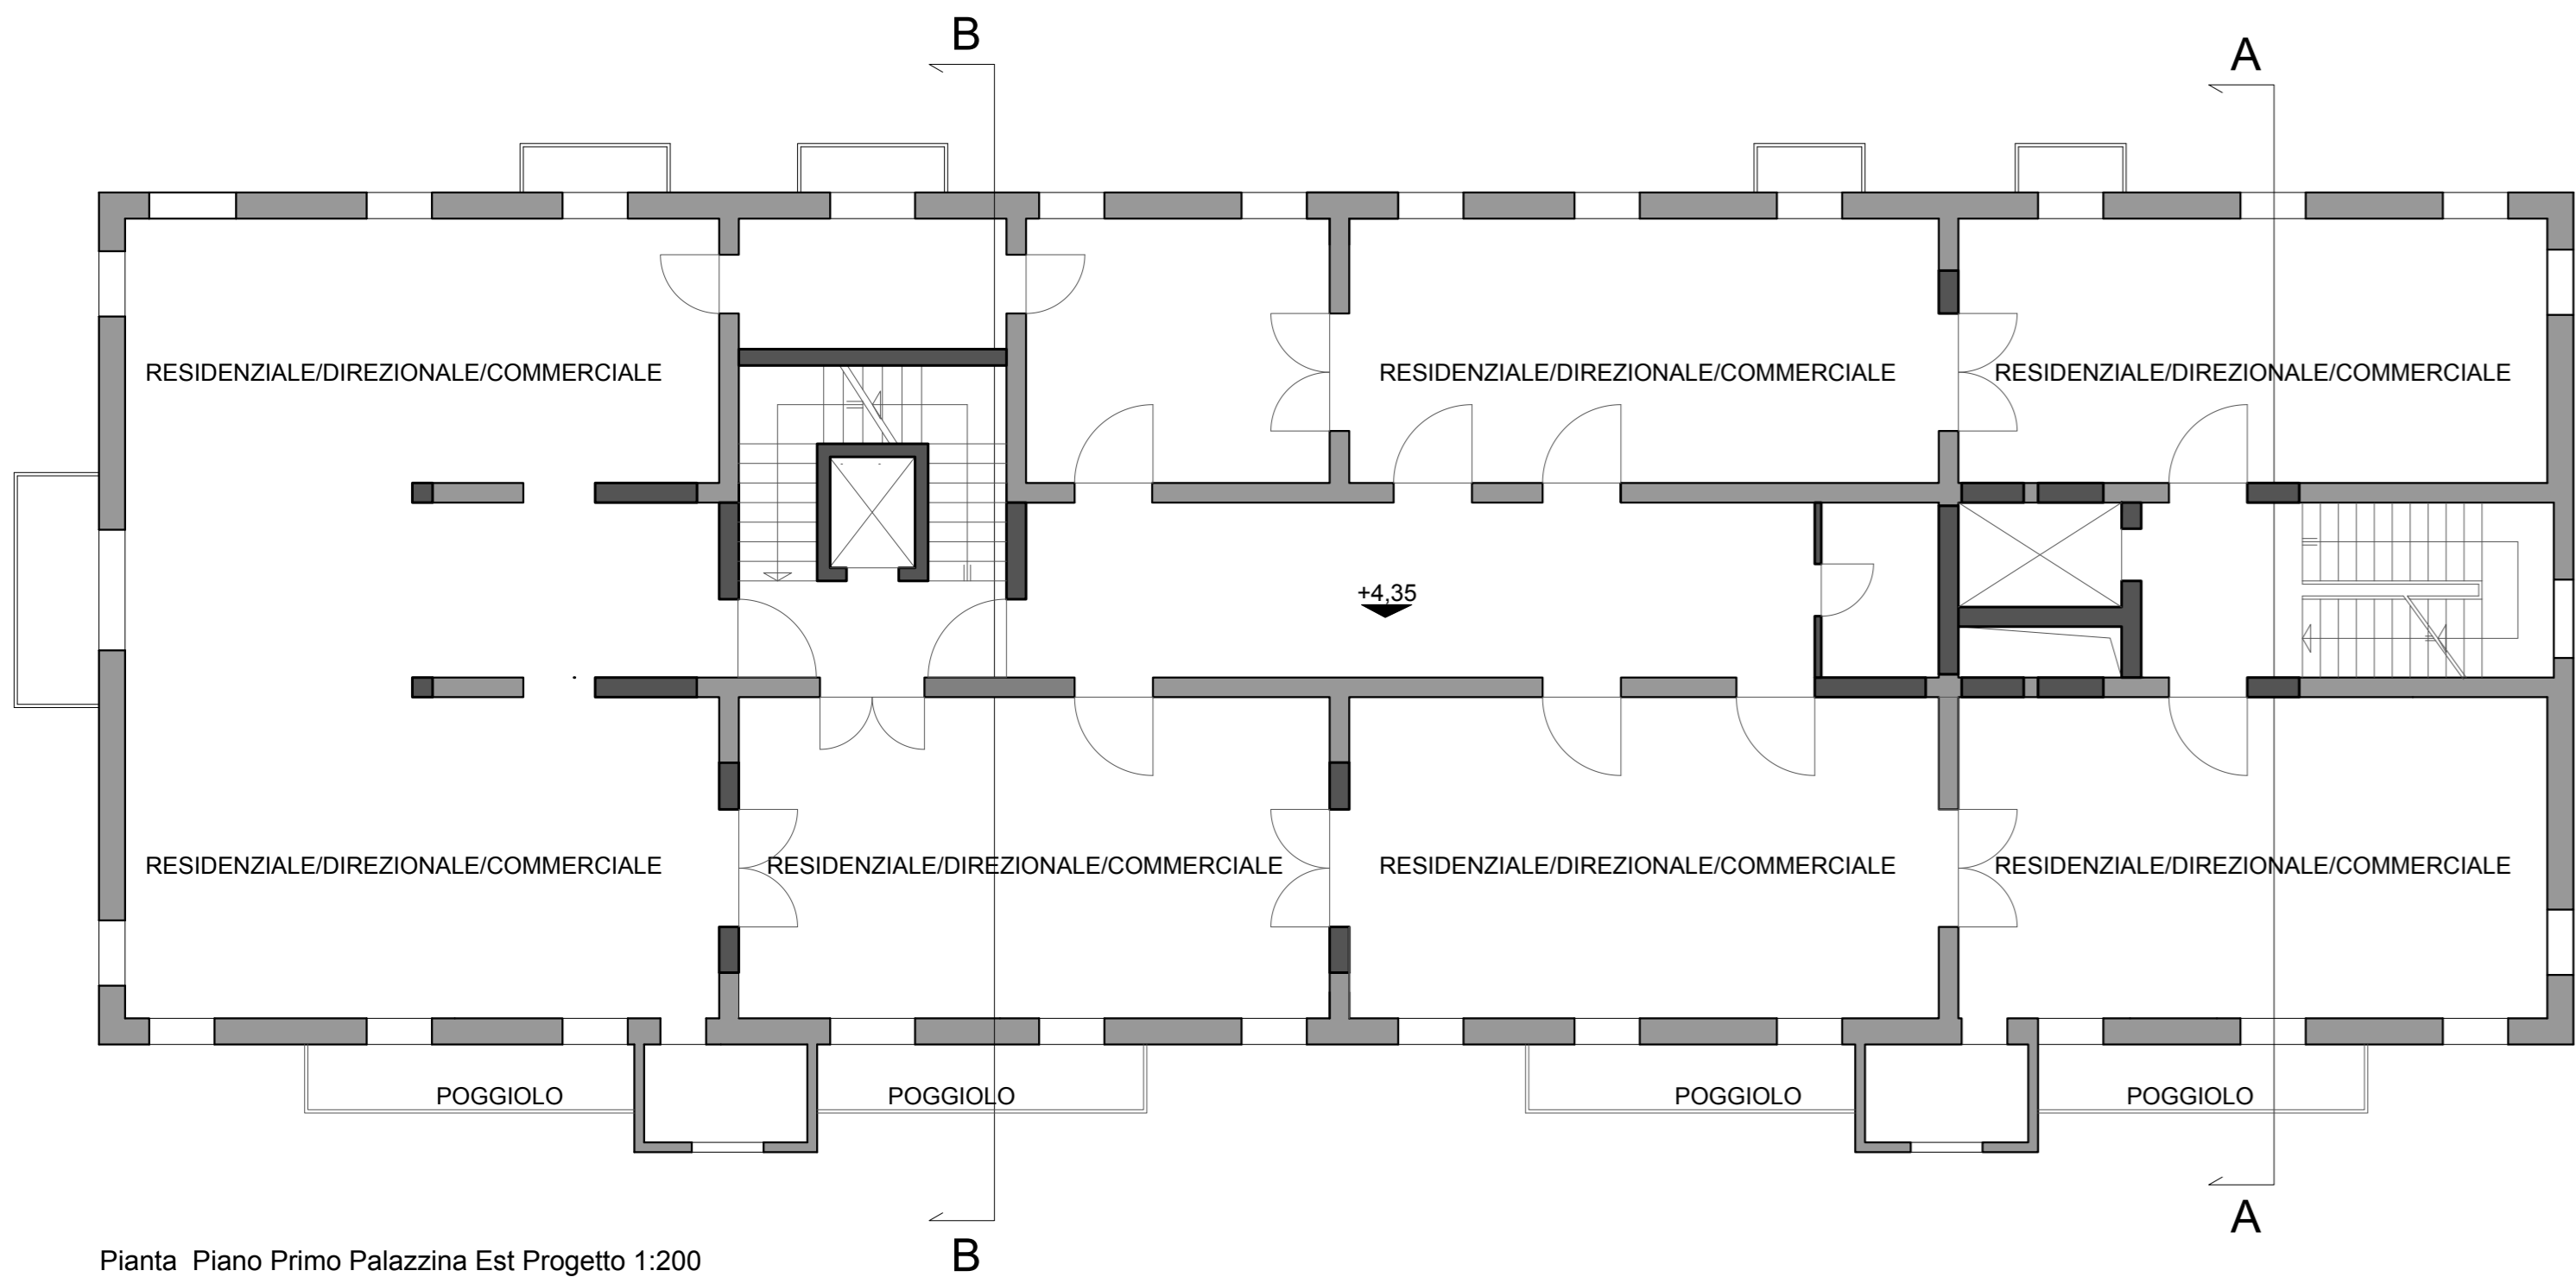 B
A
RESIDENZIALE/DIREZIONALE/COMMERCIALE
RESIDENZIALE/DIREZIONALE/COMMERCIALE
RESIDENZIALE/DIREZIONALE/COMMERCIALE
+4,35
RESIDENZIALE/DIREZIONALE/COMMERCIALE
RESIDENZIALE/DIREZIONALE/COMMERCIALE
RESIDENZIALE/DIREZIONALE/COMMERCIALE
RESIDENZIALE/DIREZIONALE/COMMERCIALE
POGGIOLO
POGGIOLO
POGGIOLO
POGGIOLO
A
B
Pianta Piano Primo Palazzina Est Progetto 1:200